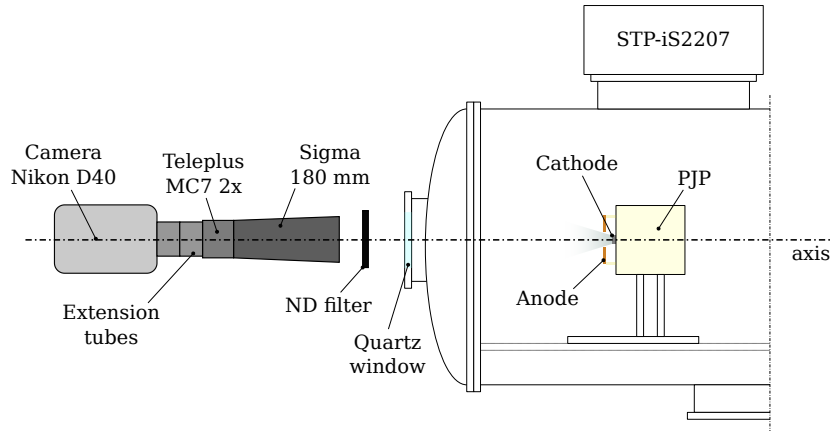 STP-iS2207
Camera
Nikon D40
Teleplus
MC7 2x
Sigma
180 mm
Cathode
PJP
axis
Extension
tubes
ND filter
Quartz
window
Anode